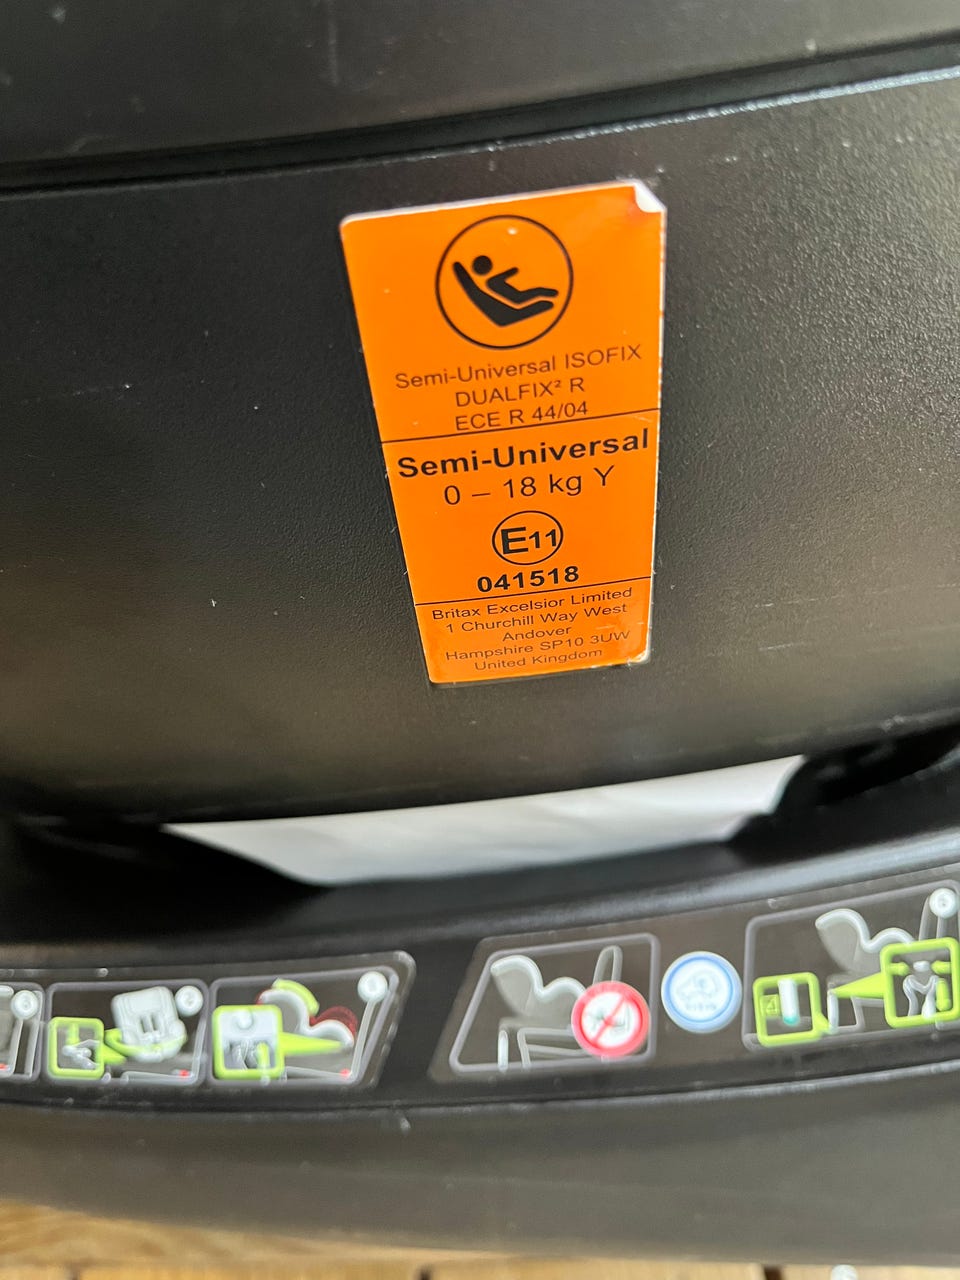 Semi-Universal ISOFIX
DUALFIX² R
ECE R 44/04
Semi-Universal
0 – 18 kg Y
E11
041518
Britax Excelsior Limited
1 Churchill Way West
Andover
Hampshire SP10 3UW
United Kingdom